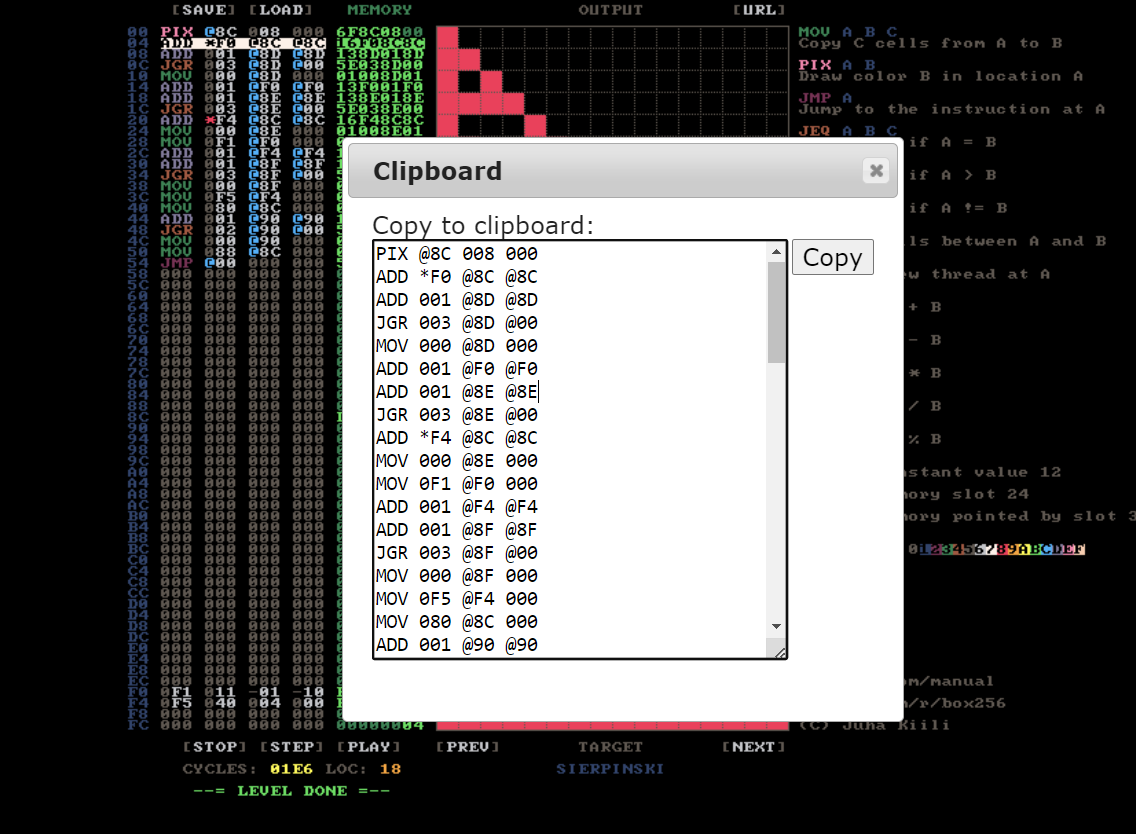 [SAVE] [LOAD] MEMORY OUTPUT [URL]
00 PIX @8C 008 000 6F8C0800
04 ADD *F0 @8C @8C 16F08C8C
08 ADD 001 @8D @8D 138D018D
0C JGR 003 @8D @00 5E038D00
10 MOV 000 @8D 000 01008D01
14 ADD 001 @F0 @F0 13F001F0
18 ADD 001 @8E @8E 138E018E
1C JGR 003 @8E @00 5E038E00
20 ADD *F4 @8C @8C 16F48C8C
24 MOV 000 @8E 000 01008E01
28 MOV 0F1 @F0 000
2C ADD 001 @F4 @F4
30 ADD 001 @8F @8F
34 JGR 003 @8F @00
38 MOV 000 @8F 000
3C MOV 0F5 @F4 000
40 MOV 080 @8C 000
44 ADD 001 @90 @90
48 JGR 002 @90 @00
4C MOV 000 @90 000
50 MOV 088 @8C 000
54 JMP @00 000 000
58 000 000 000 000
5C 000 000 000 000
60 000 000 000 000
64 000 000 000 000
68 000 000 000 000
6C 000 000 000 000
70 000 000 000 000
74 000 000 000 000
78 000 000 000 000
7C 000 000 000 000
80 000 000 000 000
84 000 000 000 000
88 000 000 000 000
8C 000 000 000 000
90 000 000 000 000
94 000 000 000 000
98 000 000 000 000
9C 000 000 000 000
A0 000 000 000 000
A4 000 000 000 000
A8 000 000 000 000
AC 000 000 000 000
B0 000 000 000 000
B4 000 000 000 000
B8 000 000 000 000
BC 000 000 000 000
C0 000 000 000 000
C4 000 000 000 000
C8 000 000 000 000
CC 000 000 000 000
D0 000 000 000 000
D4 000 000 000 000
D8 000 000 000 000
DC 000 000 000 000
E0 000 000 000 000
E4 000 000 000 000
E8 000 000 000 000
EC 000 000 000 000
F0 0F1 011 -01 -10
F4 0F5 040 004 000
F8 000 000 000 000
FC 000 000 000 000 00000004
MOV A B C
Copy C cells from A to B
PIX A B
Draw color B in location A
JMP A
Jump to the instruction at A
JEQ A B C
if A = B
if A > B
if A != B
lls between A and B
ew thread at A
+ B
- B
* B
/ B
% B
nstant value 12
mory slot 24
mory pointed by slot 3
0123456789ABCDEF
om/manual
m/r/box256
(C) Juha Kiili
Clipboard
Copy to clipboard:
PIX @8C 008 000
ADD *F0 @8C @8C
ADD 001 @8D @8D
JGR 003 @8D @00
MOV 000 @8D 000
ADD 001 @F0 @F0
ADD 001 @8E @8E
JGR 003 @8E @00
ADD *F4 @8C @8C
MOV 000 @8E 000
MOV 0F1 @F0 000
ADD 001 @F4 @F4
ADD 001 @8F @8F
JGR 003 @8F @00
MOV 000 @8F 000
MOV 0F5 @F4 000
MOV 080 @8C 000
ADD 001 @90 @90
Copy
[STOP] [STEP] [PLAY] [PREV] TARGET [NEXT]
CYCLES: 01E6 LOC: 18 SIERPINSKI
--= LEVEL DONE =--